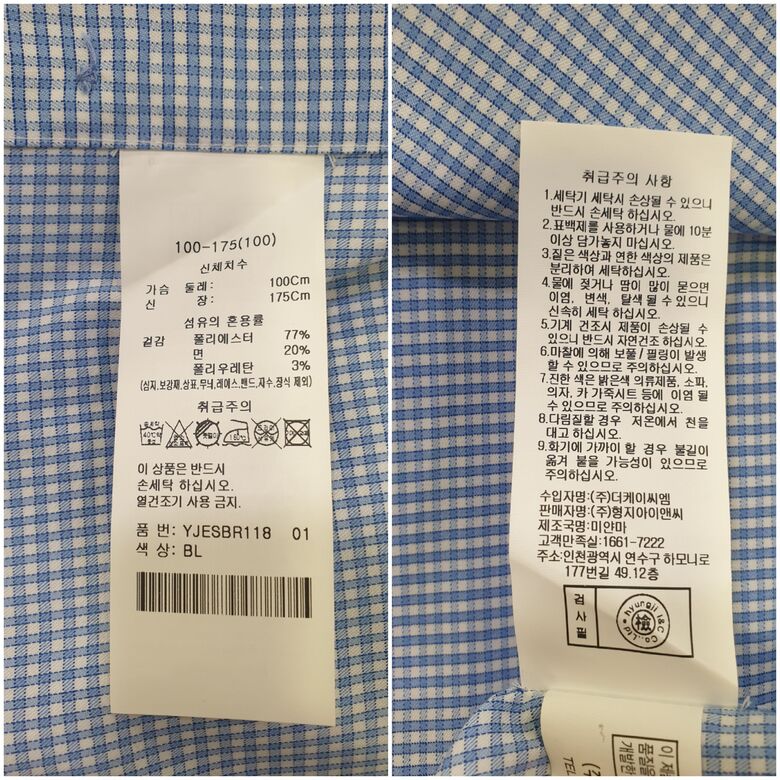 100-175(100)
신체치수
가슴 둘레: 100Cm
신 장: 175Cm
섬유의 혼용률
겉감 폴리에스터 77%
면 20%
폴리우레탄 3%
(심지,보강재,상표,무늬,레에스,밴드,자수,장식 제외)
취급주의
이 상품은 반드시
손세탁 하십시오.
열건조기 사용 금지.
품 번: YJESBR118 01
색 상: BL
취급주의 사항
1.세탁기 세탁시 손상될 수 있으니
반드시 손세탁 하십시오.
2.표백제를 사용하거나 물에 10분
이상 담가놓지 마십시오.
3.짙은 색상과 연한 색상의 제품은
분리하여 세탁하십시오.
4.물에 젖거나 땀이 많이 묻으면
이염, 변색, 탈색 될 수 있으니
신속히 세탁 하십시오.
5.기계 건조시 제품이 손상될 수
있으니 반드시 자연건조 하십시오.
6.마찰에 의해 보풀/필링이 발생
할 수 있으므로 주의하십시오.
7.진한 색은 밝은색 의류제품, 소파,
의자, 카 가죽시트 등에 이염 될
수 있으므로 주의하십시오.
8.다림질할 경우 저온에서 천을
대고 하십시오.
9.화기에 가까이 할 경우 불길이
옮겨 붙을 가능성이 있으므로
주의하십시오.
수입자명:(주)더케이씨엠
판매자명:(주)형지아이앤씨
제조국명:미얀마
고객만족실:1661-7222
주소:인천광역시 연수구 하모니로
177번길 49.12층
검사필
hyungji I&C Co.,Ltd
檢